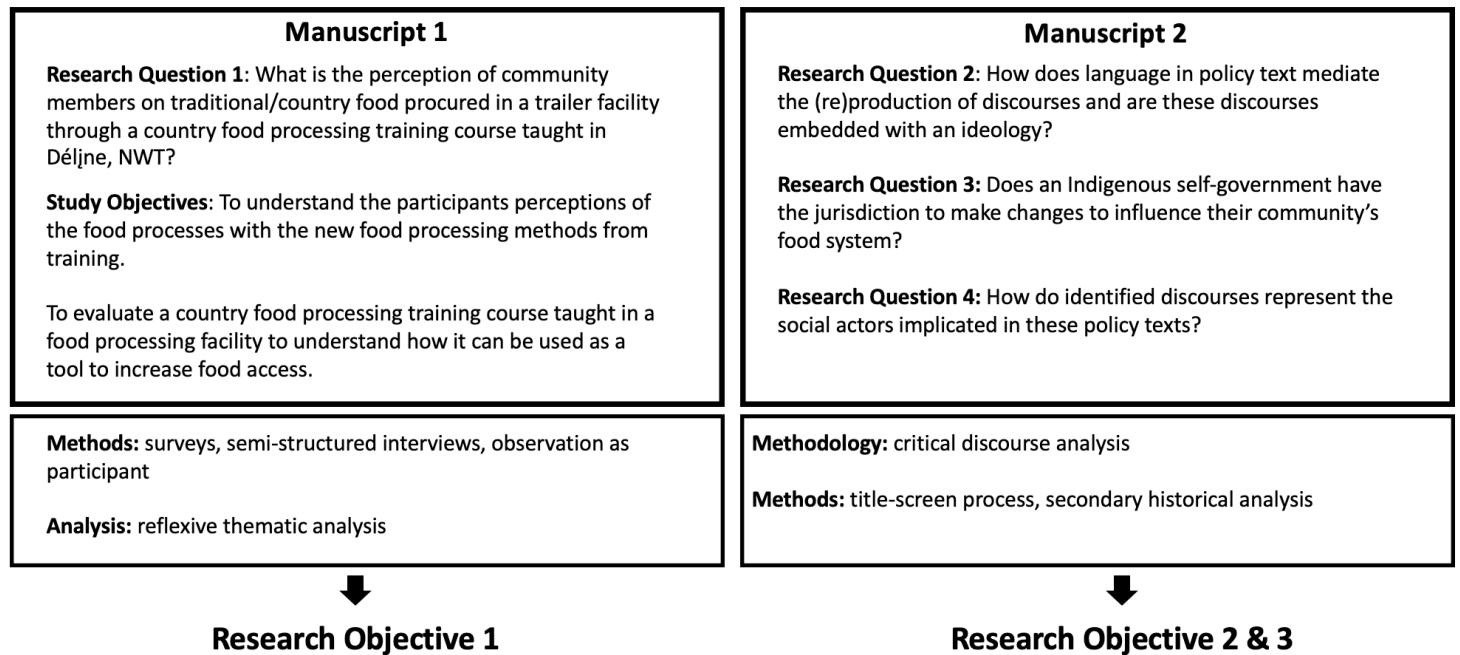 Manuscript 1
Research Question 1: What is the perception of community
members on traditional/country food procured in a trailer facility
through a country food processing training course taught in
Délįne, NWT?
Study Objectives: To understand the participants perceptions of
the food processes with the new food processing methods from
training.
To evaluate a country food processing training course taught in a
food processing facility to understand how it can be used as a
tool to increase food access.
Methods: surveys, semi-structured interviews, observation as
participant
Analysis: reflexive thematic analysis
Research Objective 1
Manuscript 2
Research Question 2: How does language in policy text mediate
the (re)production of discourses and are these discourses
embedded with an ideology?
Research Question 3: Does an Indigenous self-government have
the jurisdiction to make changes to influence their community’s
food system?
Research Question 4: How do identified discourses represent the
social actors implicated in these policy texts?
Methodology: critical discourse analysis
Methods: title-screen process, secondary historical analysis
Research Objective 2 & 3